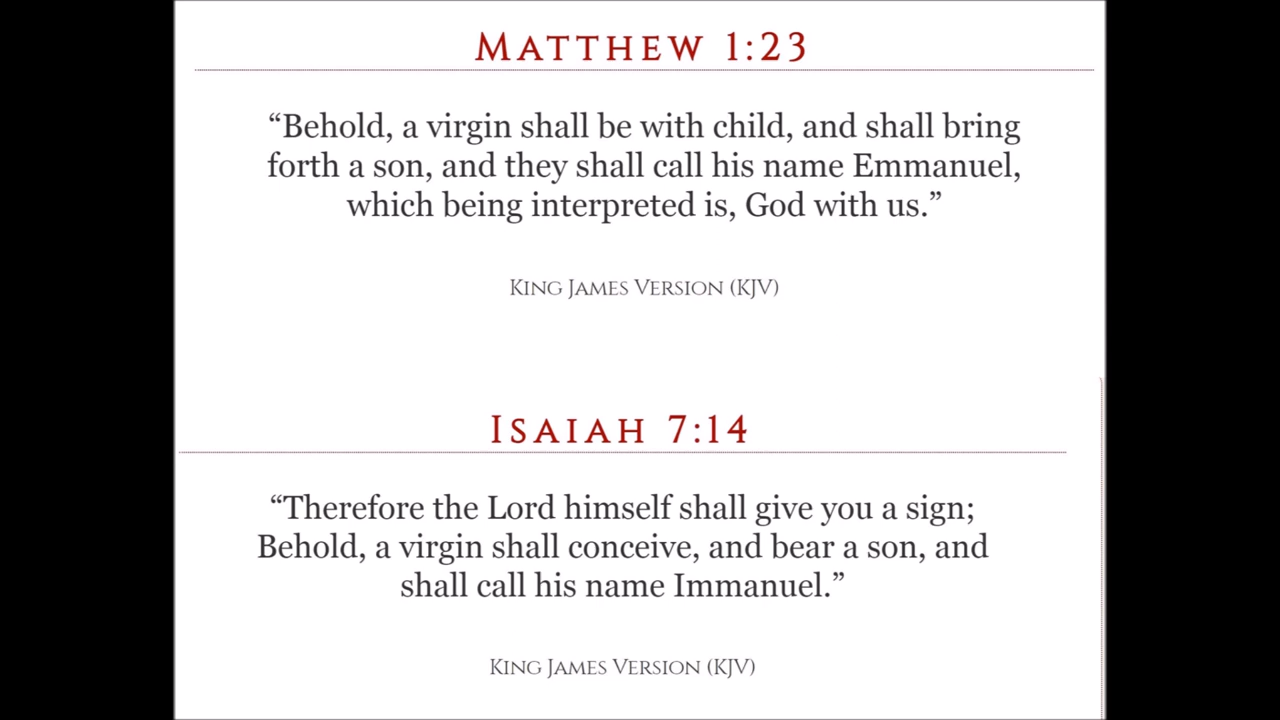 MATTHEW 1:23
“Behold, a virgin shall be with child, and shall bring
forth a son, and they shall call his name Emmanuel,
which being interpreted is, God with us.”
KING JAMES VERSION (KJV)
ISAIAH 7:14
“Therefore the Lord himself shall give you a sign;
Behold, a virgin shall conceive, and bear a son, and
shall call his name Immanuel.”
KING JAMES VERSION (KJV)